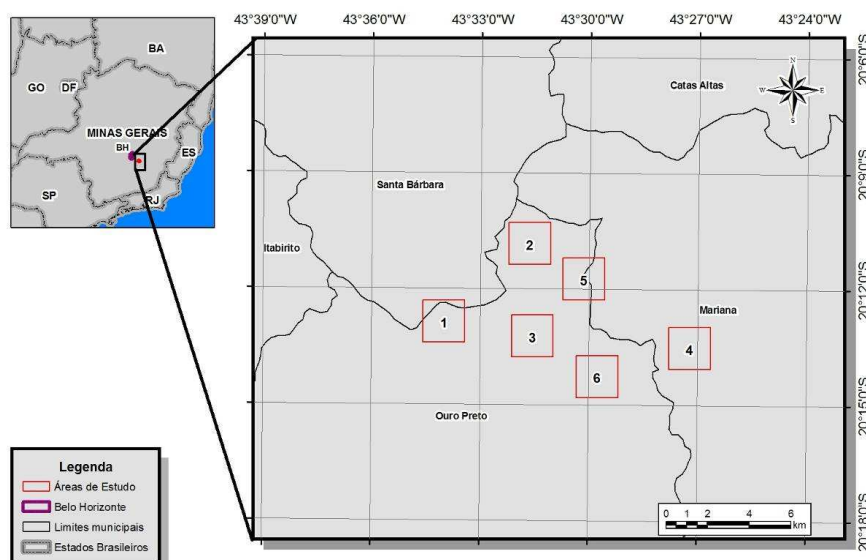 43°39'0"W 43°36'0"W 43°33'0"W 43°30'0"W 43°27'0"W 43°24'0"W
20°6'0"S
20°9'0"S
20°12'0"S
20°15'0"S
20°18'0"S
BA
GO
DF
MINAS GERAIS
BH
ES
SP
RJ
Catas Altas
N
W
E
S
Santa Bárbara
Itabirito
2
5
Mariana
1
3
4
6
Ouro Preto
Legenda
Áreas de Estudo
Belo Horizonte
Limites municipais
Estados Brasileiros
0 1 2 4 6
km